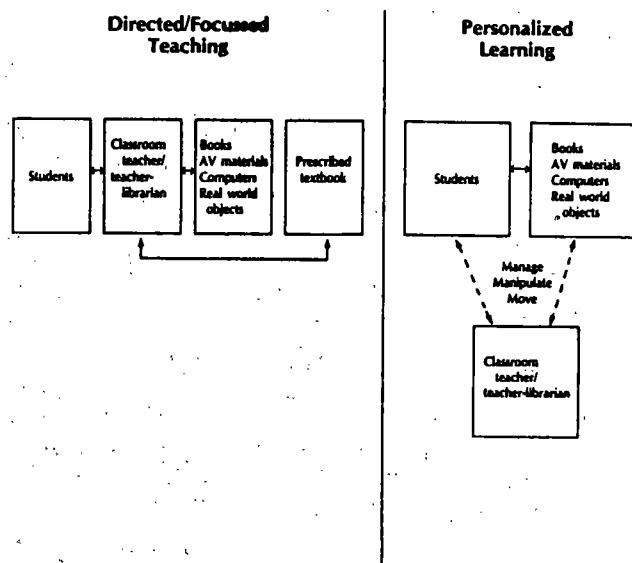 Directed/Focussed
Teaching
Students
Classroom
teacher/
teacher-
librarian
Books
AV materials
Computers
Real world
objects
Prescribed
textbook
Personalized
Learning
Students
Books
AV materials
Computers
Real world
objects
Manage
Manipulate
Move
Classroom
teacher/
teacher-librarian